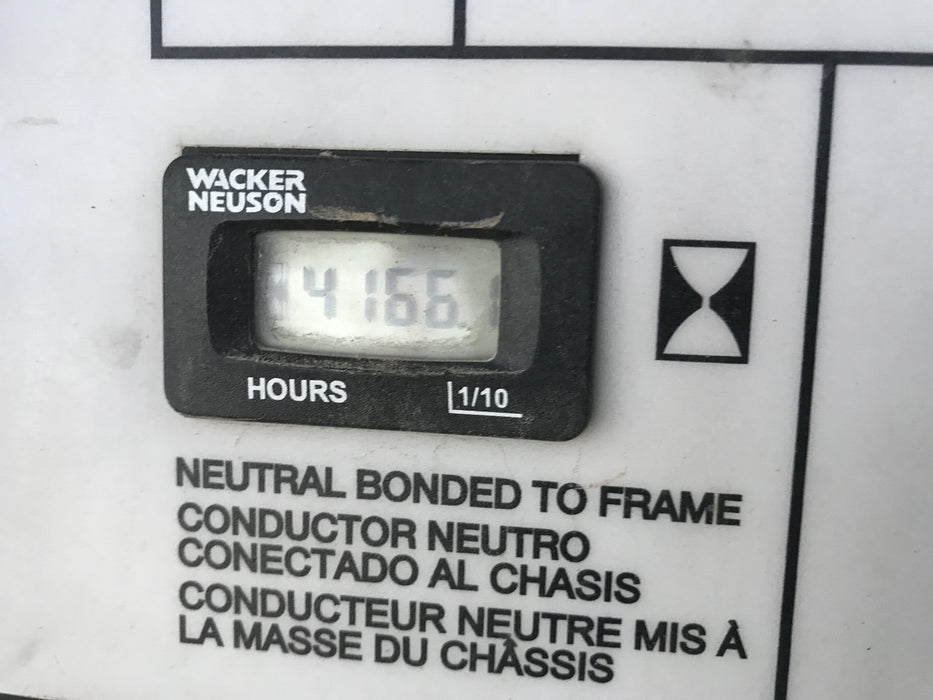 WACKER
NEUSON
4166.1
HOURS
1/10
NEUTRAL BONDED TO FRAME
CONDUCTOR NEUTRO
CONECTADO AL CHASIS
CONDUCTEUR NEUTRE MIS À
LA MASSE DU CHÂSSIS